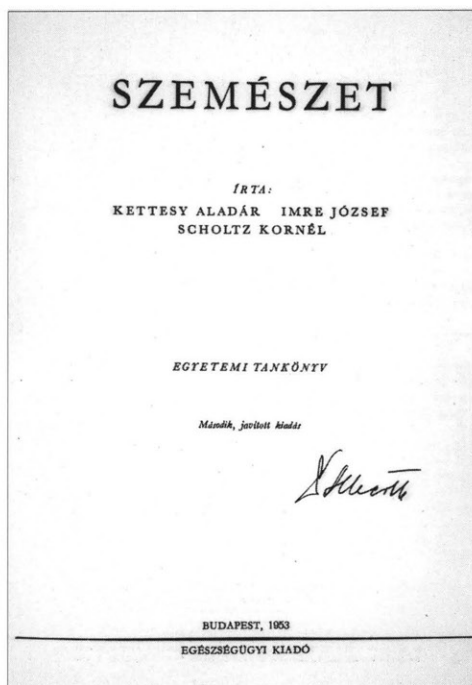 SZEMÉSZET
ÍRTA:
KETTESY ALADÁR IMRE JÓZSEF
SCHOLTZ KORNÉL
EGYETEMI TANKÖNYV
Második, javított kiadás
BUDAPEST, 1953
EGÉSZSÉGÜGYI KIADÓ